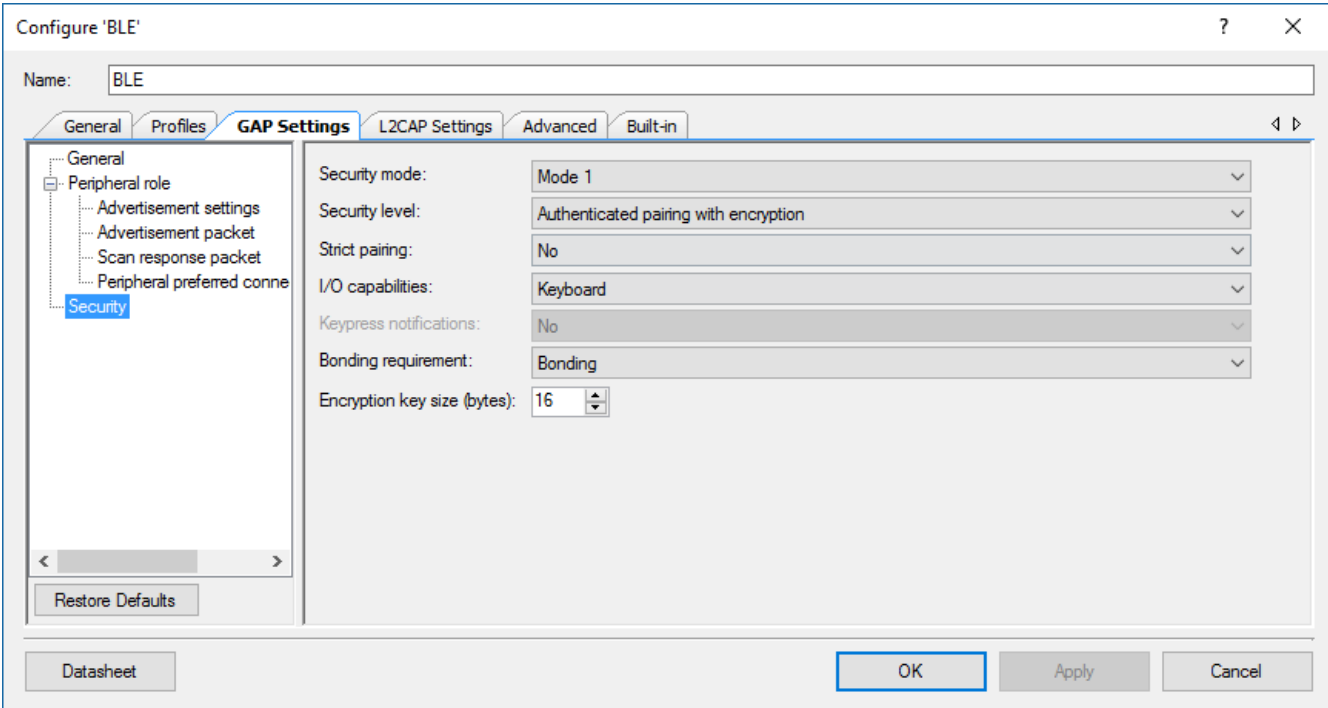 Configure 'BLE'
?
Name: BLE
General Profiles GAP Settings L2CAP Settings Advanced Built-in
General
Peripheral role
Advertisement settings
Advertisement packet
Scan response packet
Peripheral preferred conne
Security
Security mode: Mode 1
Security level: Authenticated pairing with encryption
Strict pairing: No
I/O capabilities: Keyboard
Keypress notifications: No
Bonding requirement: Bonding
Encryption key size (bytes): 16
Restore Defaults
Datasheet OK Apply Cancel